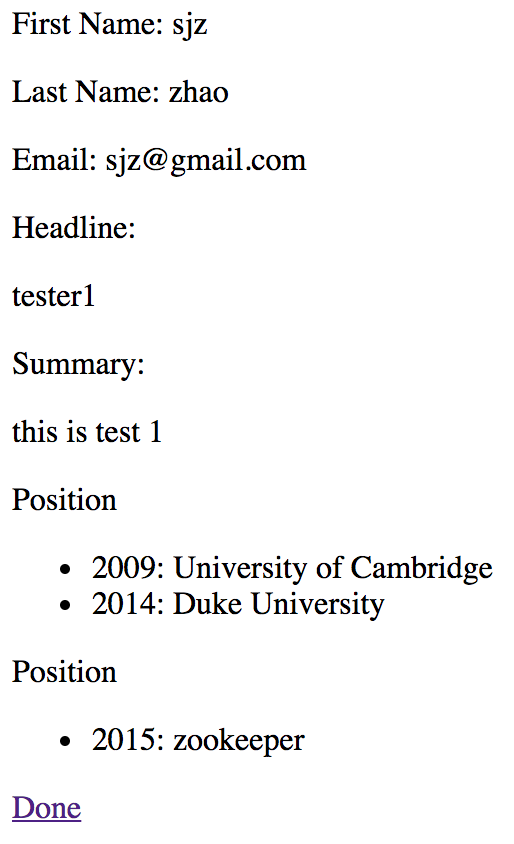 First Name: sjz
Last Name: zhao
Email: sjz@gmail.com
Headline:
tester1
Summary:
this is test 1
Position
• 2009: University of Cambridge
• 2014: Duke University
Position
• 2015: zookeeper
Done